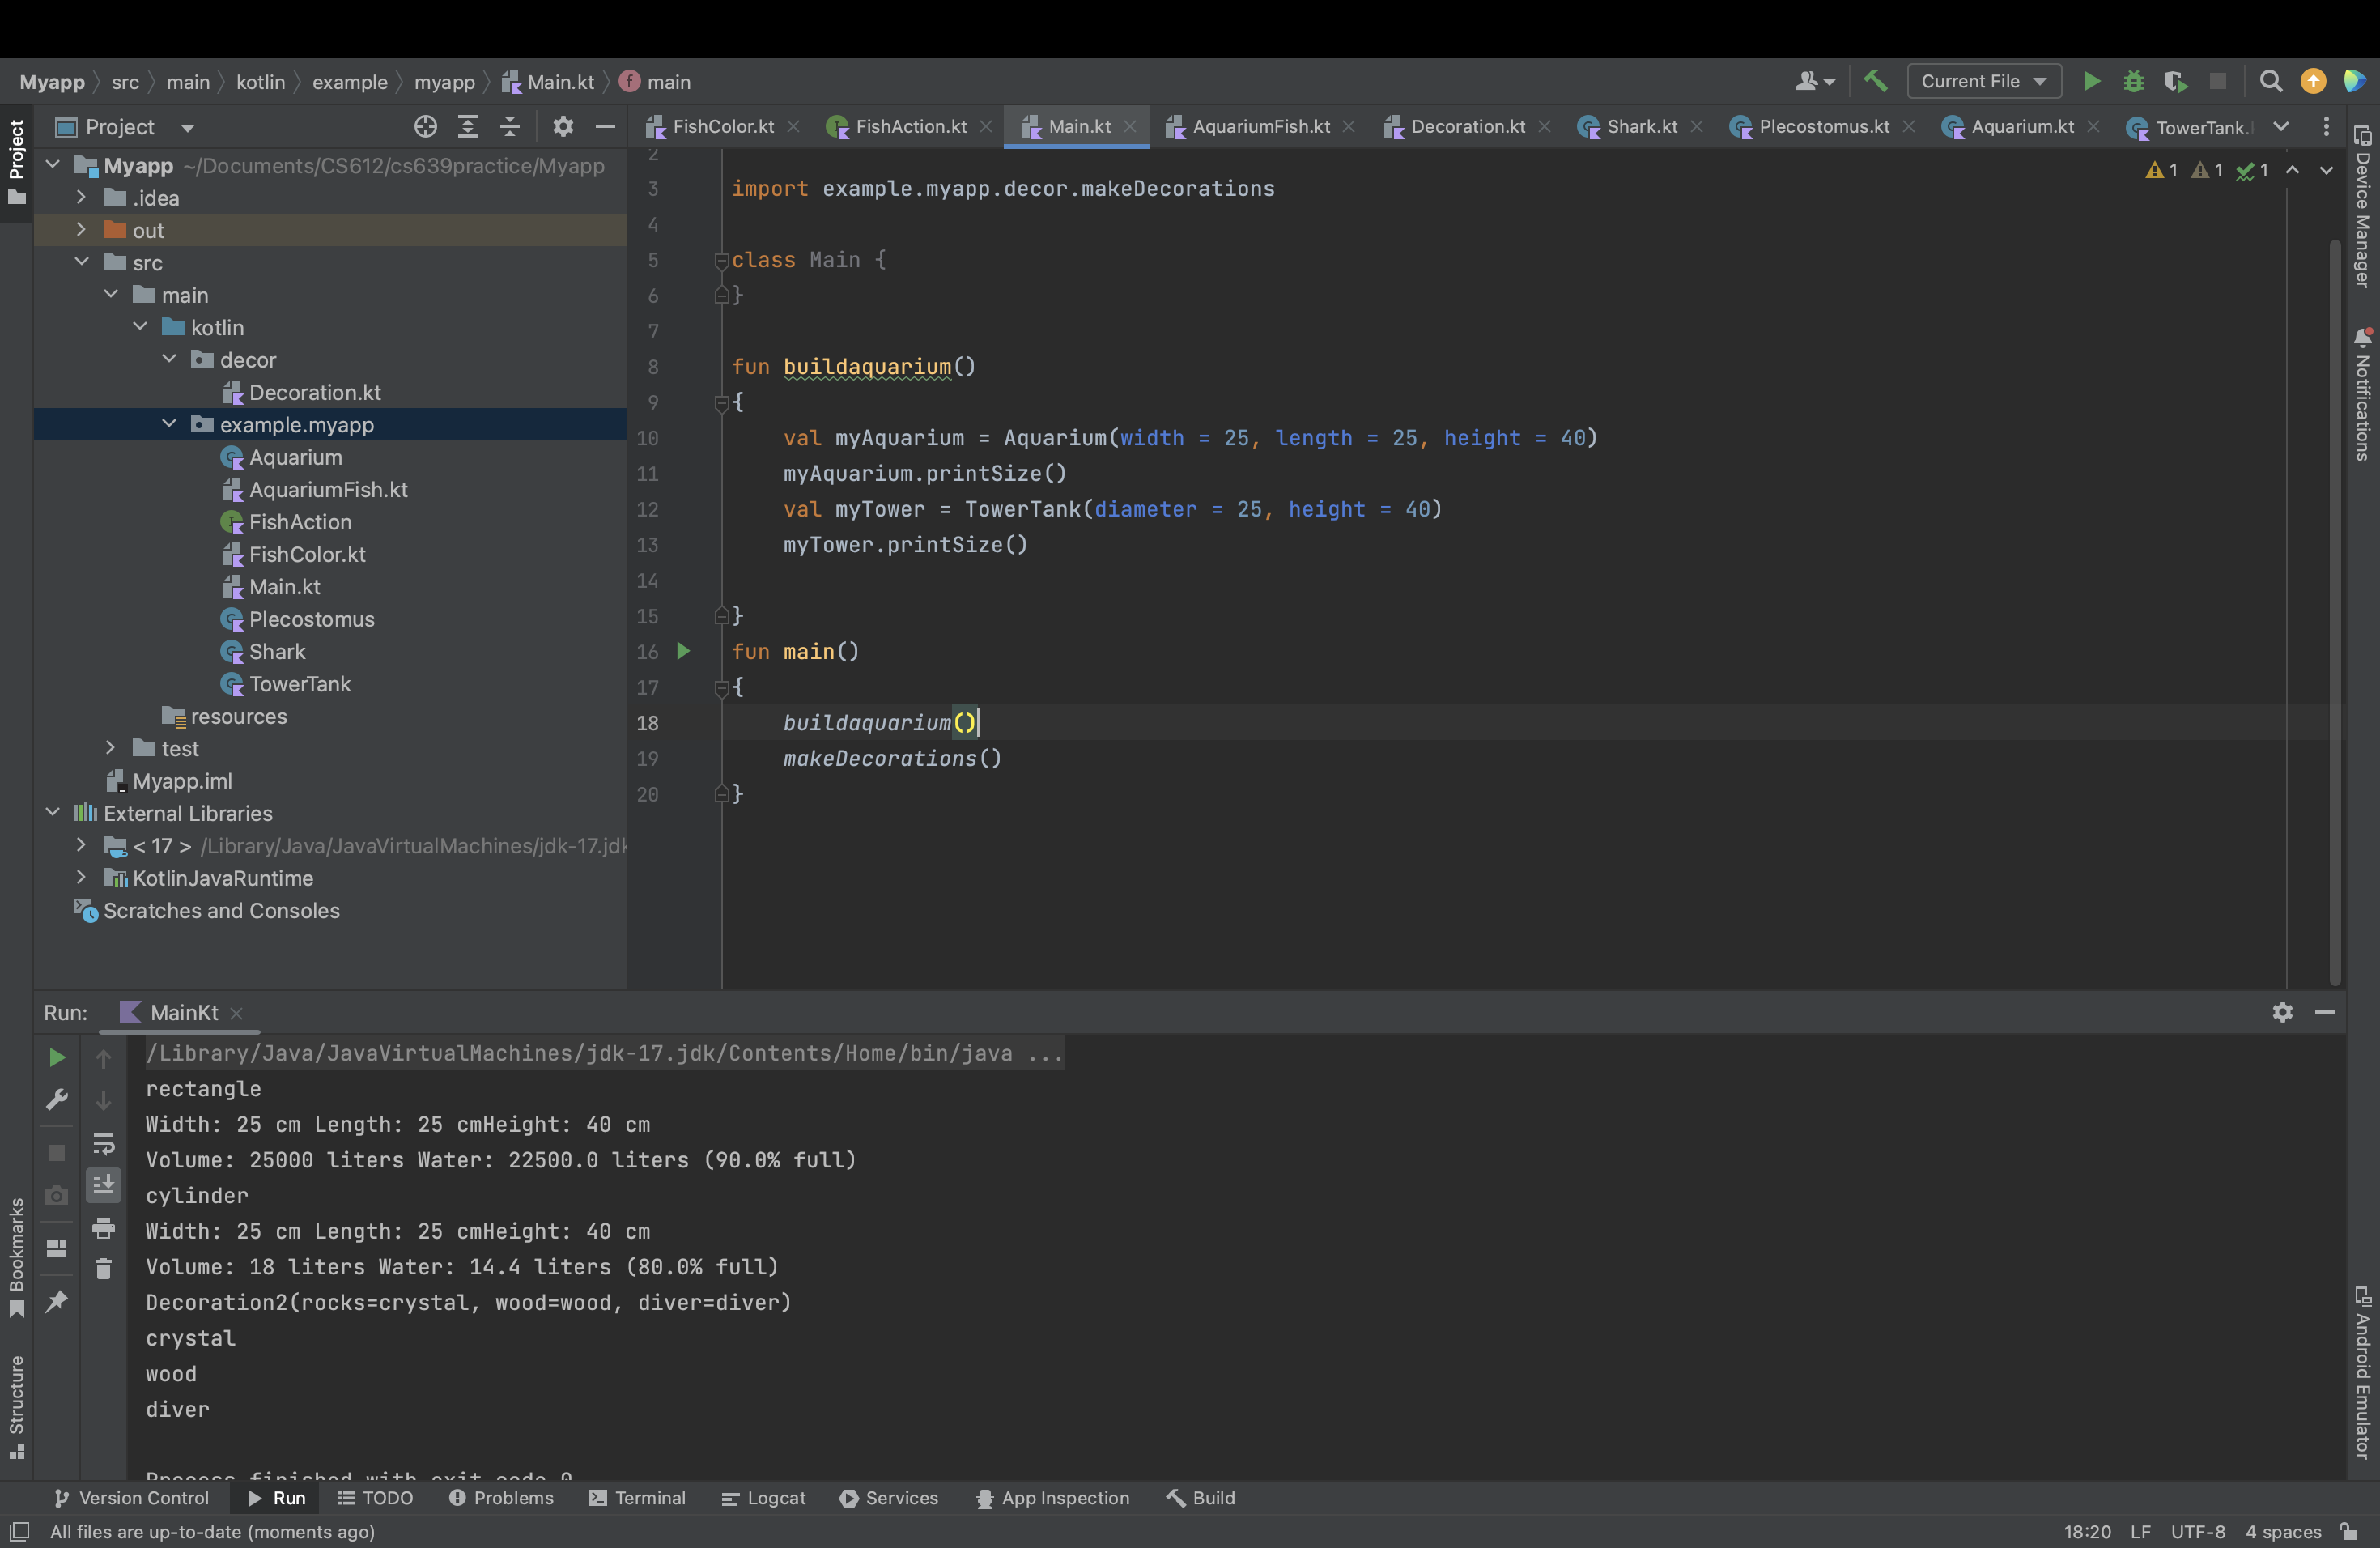 Myapp src main kotlin example myapp Main.kt main
Current File
Project
FishColor.kt FishAction.kt Main.kt AquariumFish.kt Decoration.kt Shark.kt Plecostomus.kt Aquarium.kt TowerTank.
Project
Myapp ~/Documents/CS612/cs639practice/Myapp
.idea
out
src
main
kotlin
decor
Decoration.kt
example.myapp
Aquarium
AquariumFish.kt
FishAction
FishColor.kt
Main.kt
Plecostomus
Shark
TowerTank
resources
test
Myapp.iml
External Libraries
< 17 > /Library/Java/JavaVirtualMachines/jdk-17.jdk
KotlinJavaRuntime
Scratches and Consoles
1 1 1
2
3 import example.myapp.decor.makeDecorations
4
5 class Main {
6 }
7
8 fun buildaquarium()
9 {
10 val myAquarium = Aquarium(width = 25, length = 25, height = 40)
11 myAquarium.printSize()
12 val myTower = TowerTank(diameter = 25, height = 40)
13 myTower.printSize()
14
15 }
16 fun main()
17 {
18 buildaquarium()
19 makeDecorations()
20 }
Device Manager
Notifications
Android Emulator
Bookmarks
Structure
Run: MainKt
/Library/Java/JavaVirtualMachines/jdk-17.jdk/Contents/Home/bin/java ...
rectangle
Width: 25 cm Length: 25 cmHeight: 40 cm
Volume: 25000 liters Water: 22500.0 liters (90.0% full)
cylinder
Width: 25 cm Length: 25 cmHeight: 40 cm
Volume: 18 liters Water: 14.4 liters (80.0% full)
Decoration2(rocks=crystal, wood=wood, diver=diver)
crystal
wood
diver
Process finished with exit code 0
Version Control Run TODO Problems Terminal Logcat Services App Inspection Build
All files are up-to-date (moments ago)
18:20 LF UTF-8 4 spaces